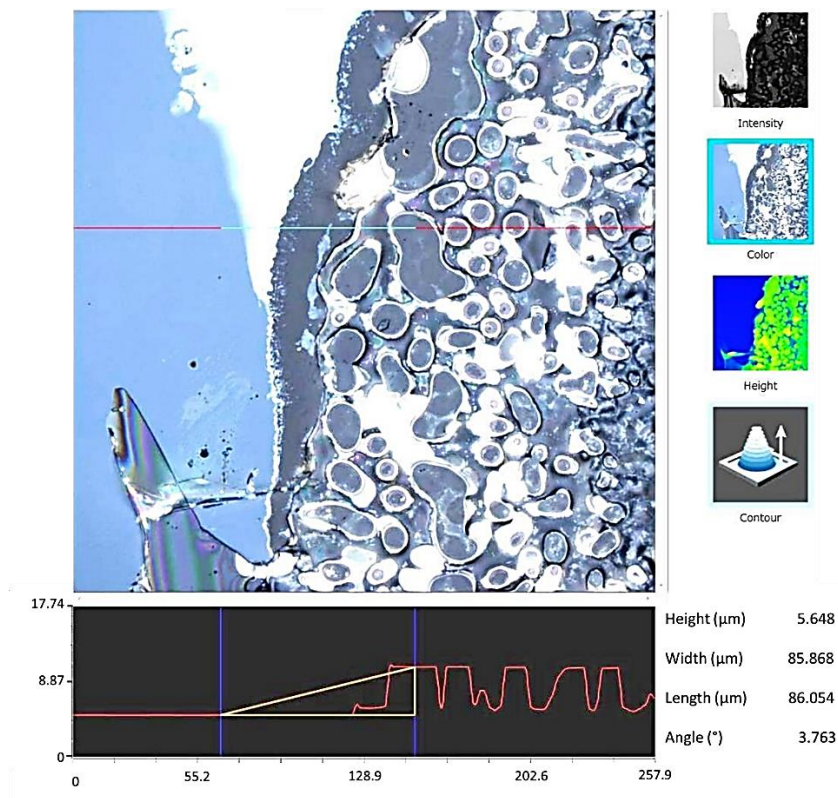 Intensity
Color
Height
Contour
17.74
8.87
0
0
55.2
128.9
202.6
257.9
Height (µm) 5.648
Width (µm) 85.868
Length (µm) 86.054
Angle (°) 3.763